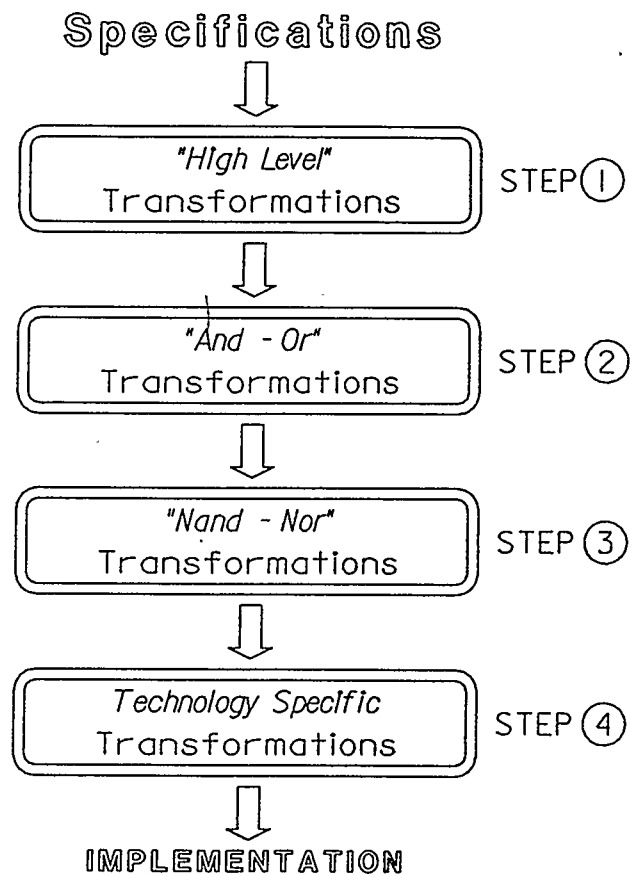 Specifications
"High Level"
Transformations
STEP 1
"And - Or"
Transformations
STEP 2
"Nand - Nor"
Transformations
STEP 3
Technology Specific
Transformations
STEP 4
IMPLEMENTATION